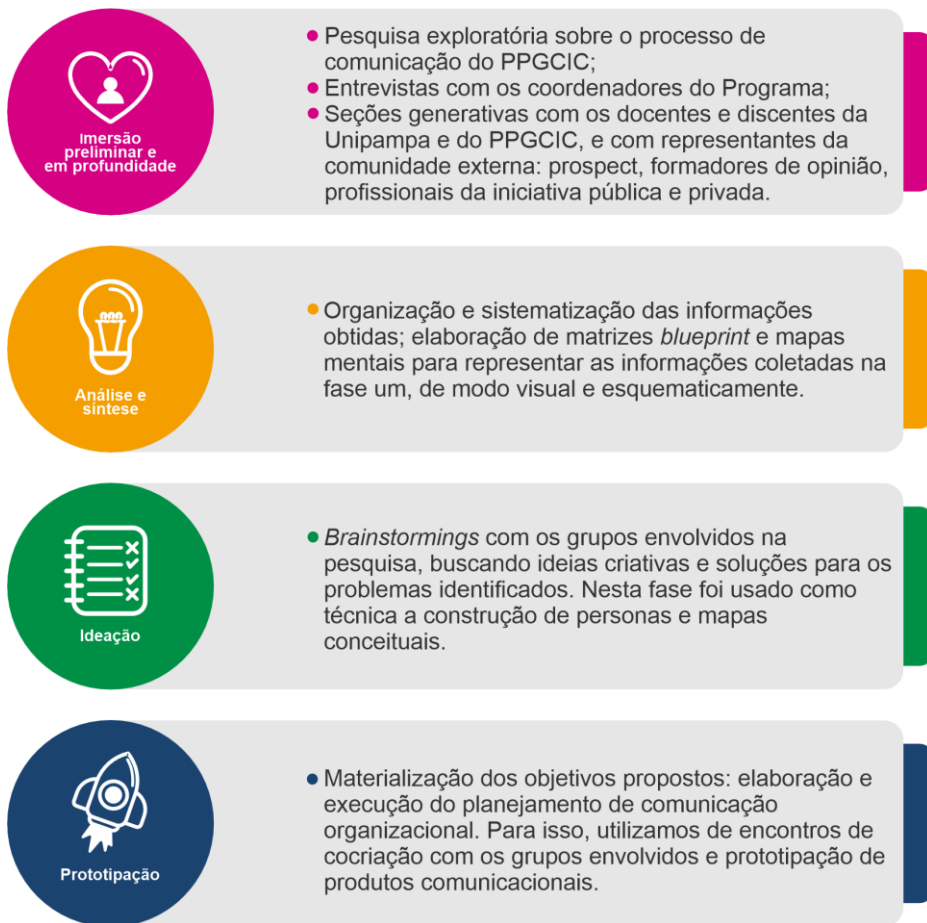 Imersão
preliminar e
em profundidade
• Pesquisa exploratória sobre o processo de
comunicação do PPGCIC;
• Entrevistas com os coordenadores do Programa;
• Seções generativas com os docentes e discentes da
Unipampa e do PPGCIC, e com representantes da
comunidade externa: prospect, formadores de opinião,
profissionais da iniciativa pública e privada.
Análise e
síntese
• Organização e sistematização das informações
obtidas; elaboração de matrizes blueprint e mapas
mentais para representar as informações coletadas na
fase um, de modo visual e esquematicamente.
Ideação
• Brainstormings com os grupos envolvidos na
pesquisa, buscando ideias criativas e soluções para os
problemas identificados. Nesta fase foi usado como
técnica a construção de personas e mapas
conceituais.
Prototipação
• Materialização dos objetivos propostos: elaboração e
execução do planejamento de comunicação
organizacional. Para isso, utilizamos de encontros de
cocriação com os grupos envolvidos e prototipação de
produtos comunicacionais.